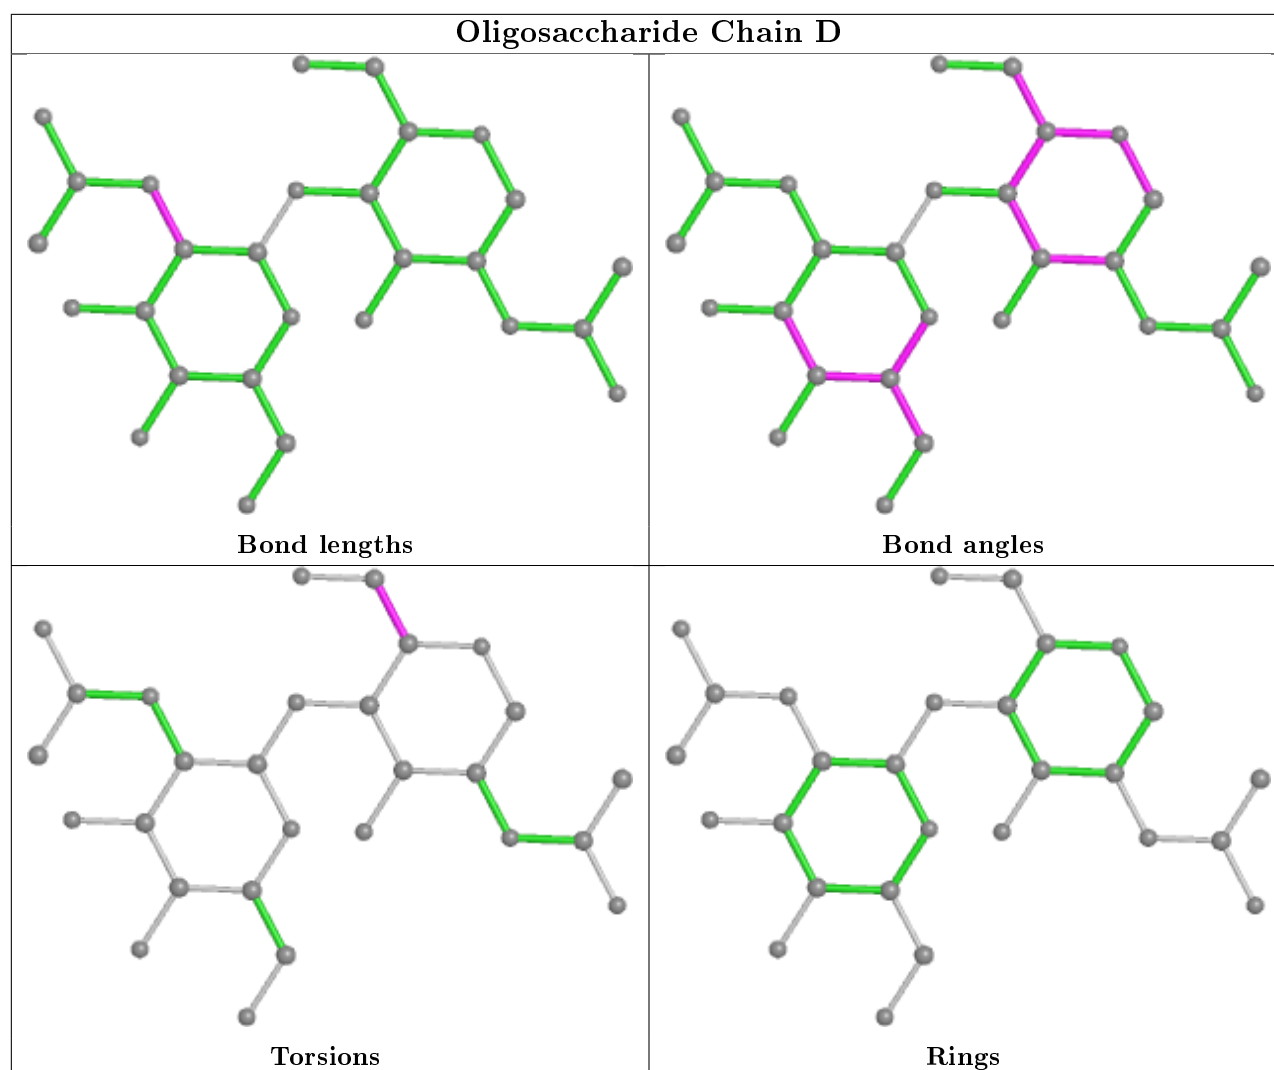 Oligosaccharide Chain D
Bond lengths
Bond angles
Torsions
Rings